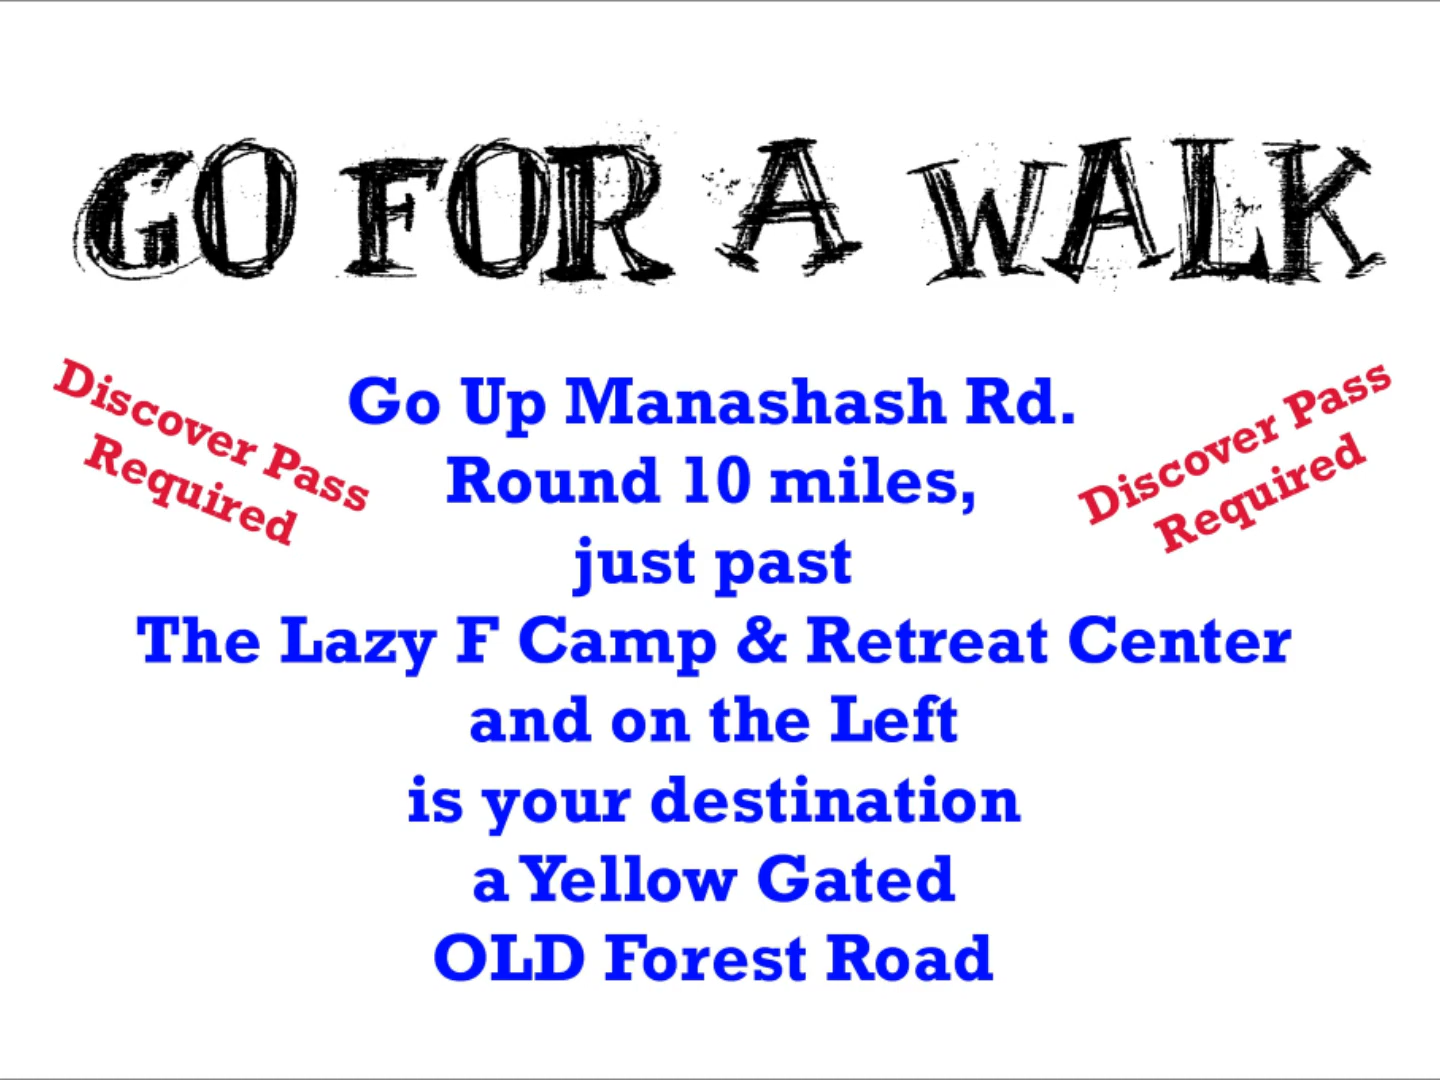 GO FOR A WALK
Discover Pass
Required
Go Up Manashash Rd.
Round 10 miles,
just past
The Lazy F Camp & Retreat Center
and on the Left
is your destination
a Yellow Gated
OLD Forest Road
Discover Pass
Required